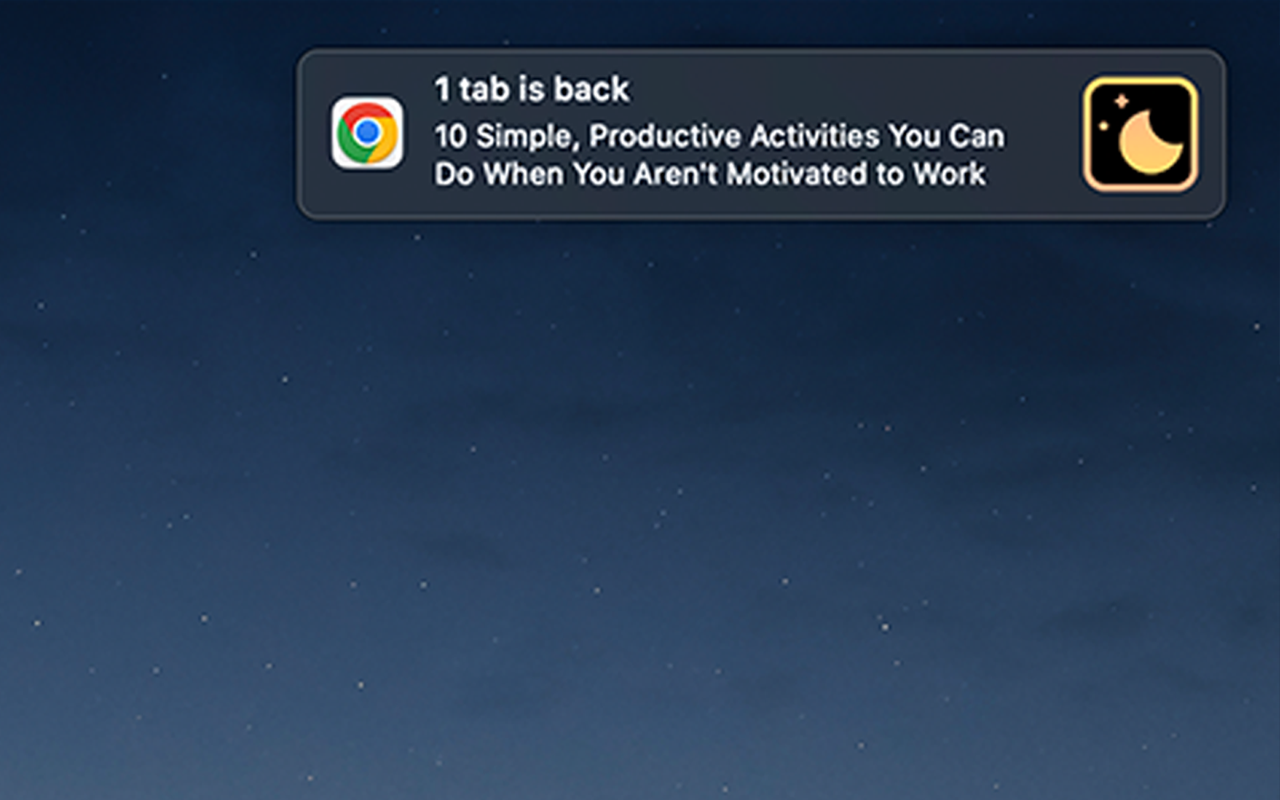 1 tab is back
10 Simple, Productive Activities You Can
Do When You Aren't Motivated to Work